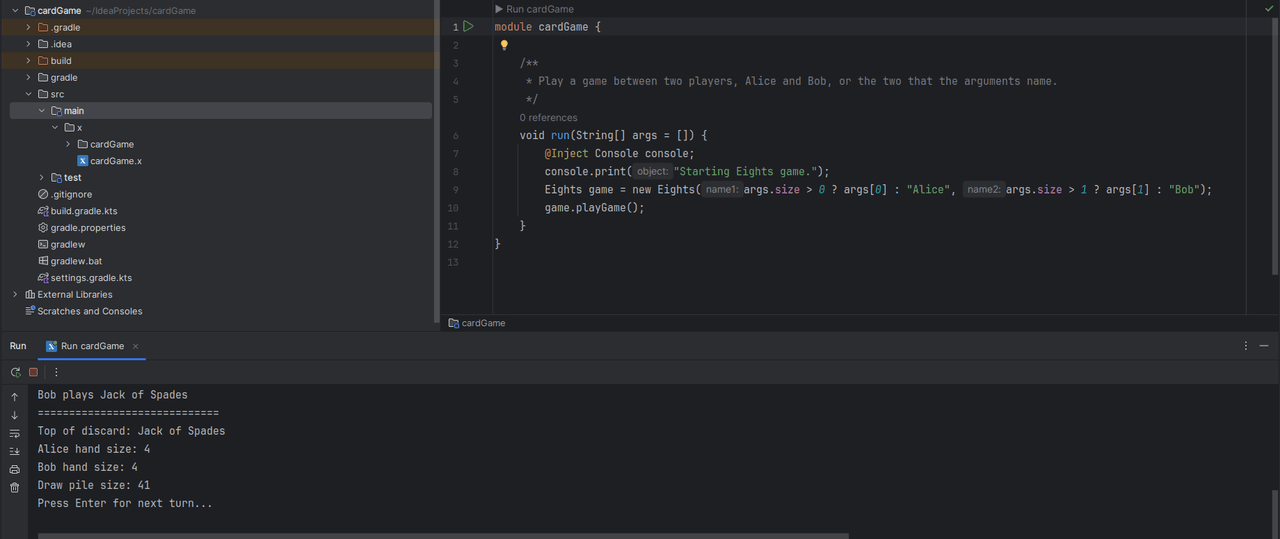 cardGame ~/IdeaProjects/cardGame
.gradle
.idea
build
gradle
src
main
x
cardGame
cardGame.x
test
.gitignore
build.gradle.kts
gradle.properties
gradlew
gradlew.bat
settings.gradle.kts
External Libraries
Scratches and Consoles
Run cardGame
1 module cardGame {
2
3 /**
4 * Play a game between two players, Alice and Bob, or the two that the arguments name.
5 */
0 references
6 void run(String[] args = []) {
7 @Inject Console console;
8 console.print( object: "Starting Eights game.");
9 Eights game = new Eights( name1: args.size > 0 ? args[0] : "Alice", name2: args.size > 1 ? args[1] : "Bob");
10 game.playGame();
11 }
12 }
13
cardGame
Run Run cardGame
Bob plays Jack of Spades
=============================
Top of discard: Jack of Spades
Alice hand size: 4
Bob hand size: 4
Draw pile size: 41
Press Enter for next turn...